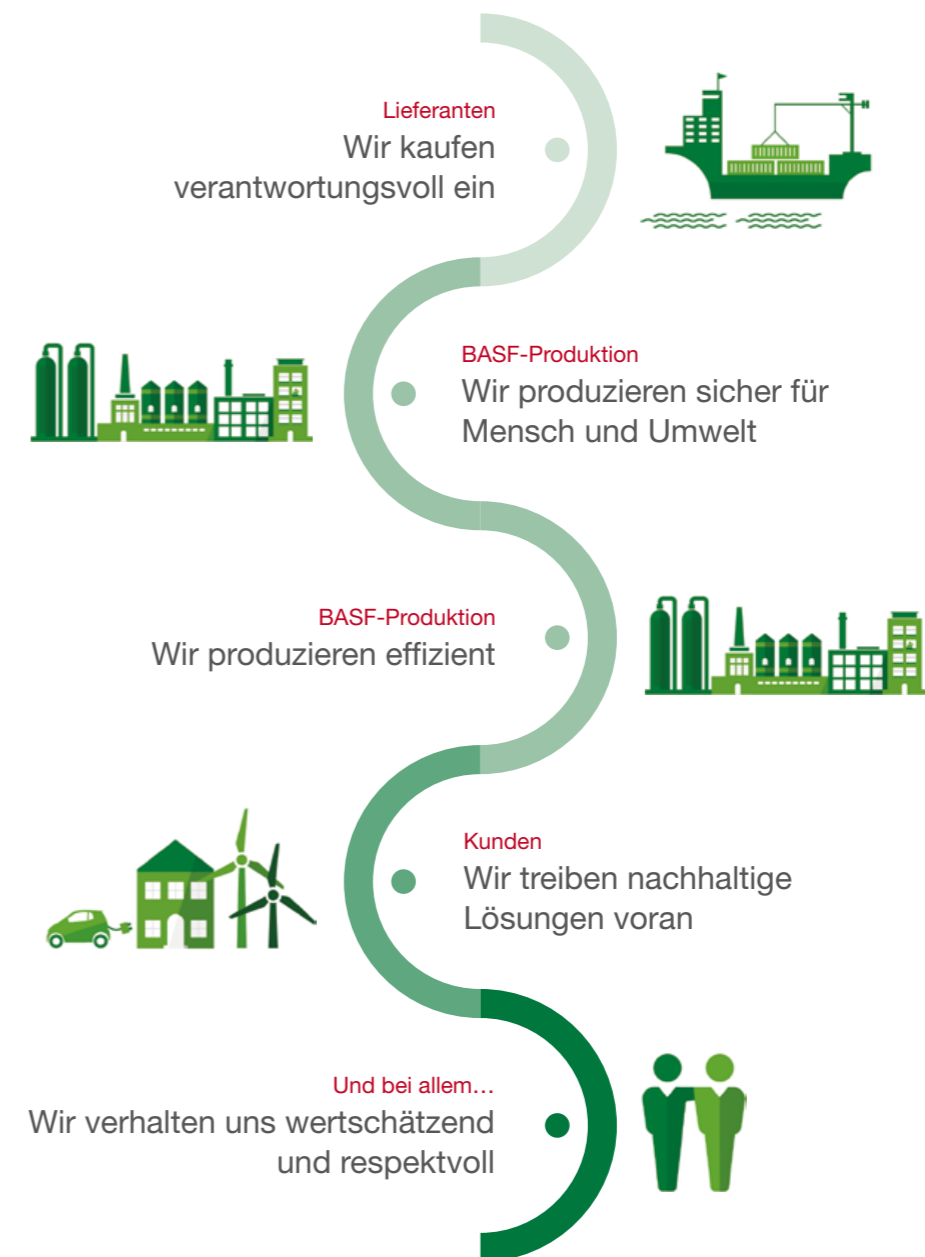 Lieferanten
Wir kaufen
verantwortungsvoll ein
BASF-Produktion
Wir produzieren sicher für
Mensch und Umwelt
BASF-Produktion
Wir produzieren effizient
Kunden
Wir treiben nachhaltige
Lösungen voran
Und bei allem…
Wir verhalten uns wertschätzend
und respektvoll